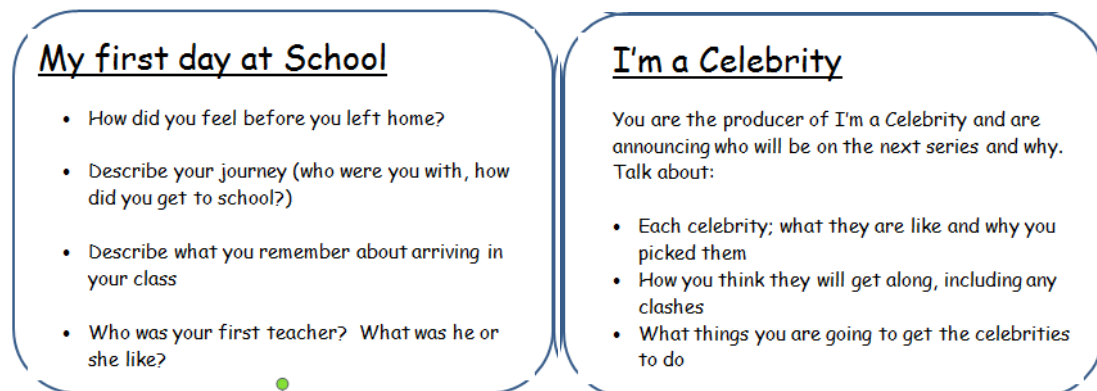 My first day at School
• How did you feel before you left home?
• Describe your journey (who were you with, how
did you get to school?)
• Describe what you remember about arriving in
your class
• Who was your first teacher?  What was he or
she like?
I'm a Celebrity
You are the producer of I'm a Celebrity and are
announcing who will be on the next series and why.
Talk about:
• Each celebrity; what they are like and why you
picked them
• How you think they will get along, including any
clashes
• What things you are going to get the celebrities
to do